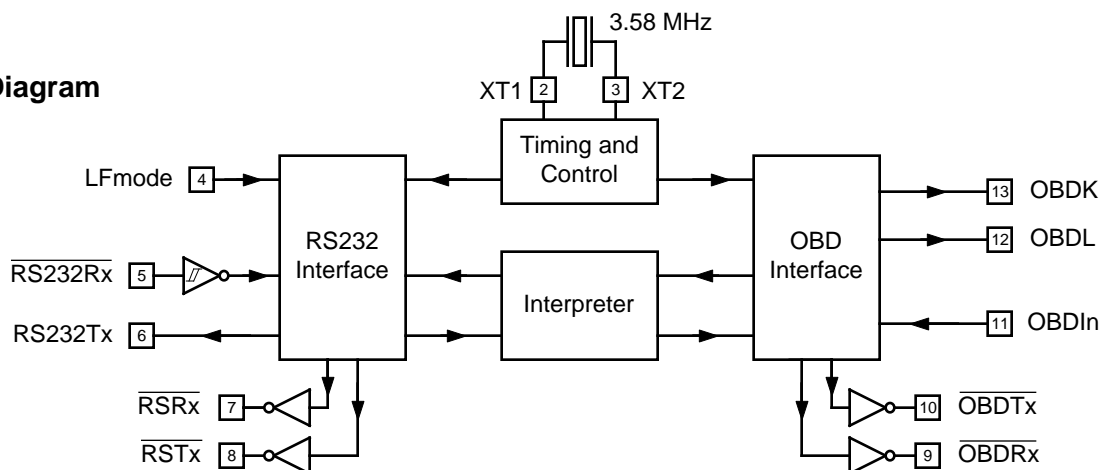 3.58 MHz
Diagram
XT1 2 3 XT2
Timing and
Control
LFmode 4
RS232
Interface
OBD
Interface
13 OBDK
12 OBDL
RS232Rx 5
Interpreter
RS232Tx 6
11 OBDIn
RSRx 7
10 OBDTx
RSTx 8
9 OBDRx